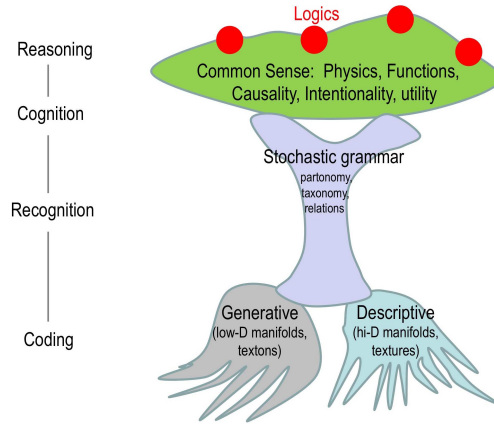 Logics
Reasoning
Common Sense: Physics, Functions,
Causality, Intentionality, utility
Cognition
Stochastic grammar
partonomy,
taxonomy,
relations
Recognition
Generative
(low-D manifolds,
textons)
Descriptive
(hi-D manifolds,
textures)
Coding